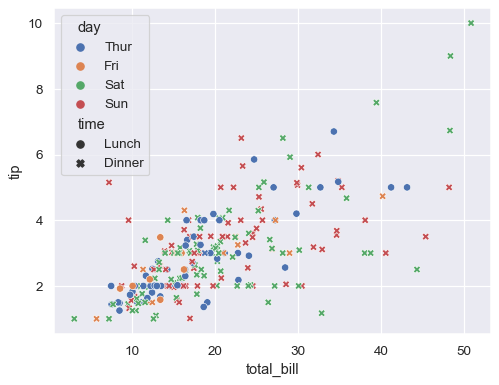 day
Thur
Fri
Sat
Sun
time
Lunch
Dinner
10
8
6
4
2
tip
10 20 30 40 50
total_bill